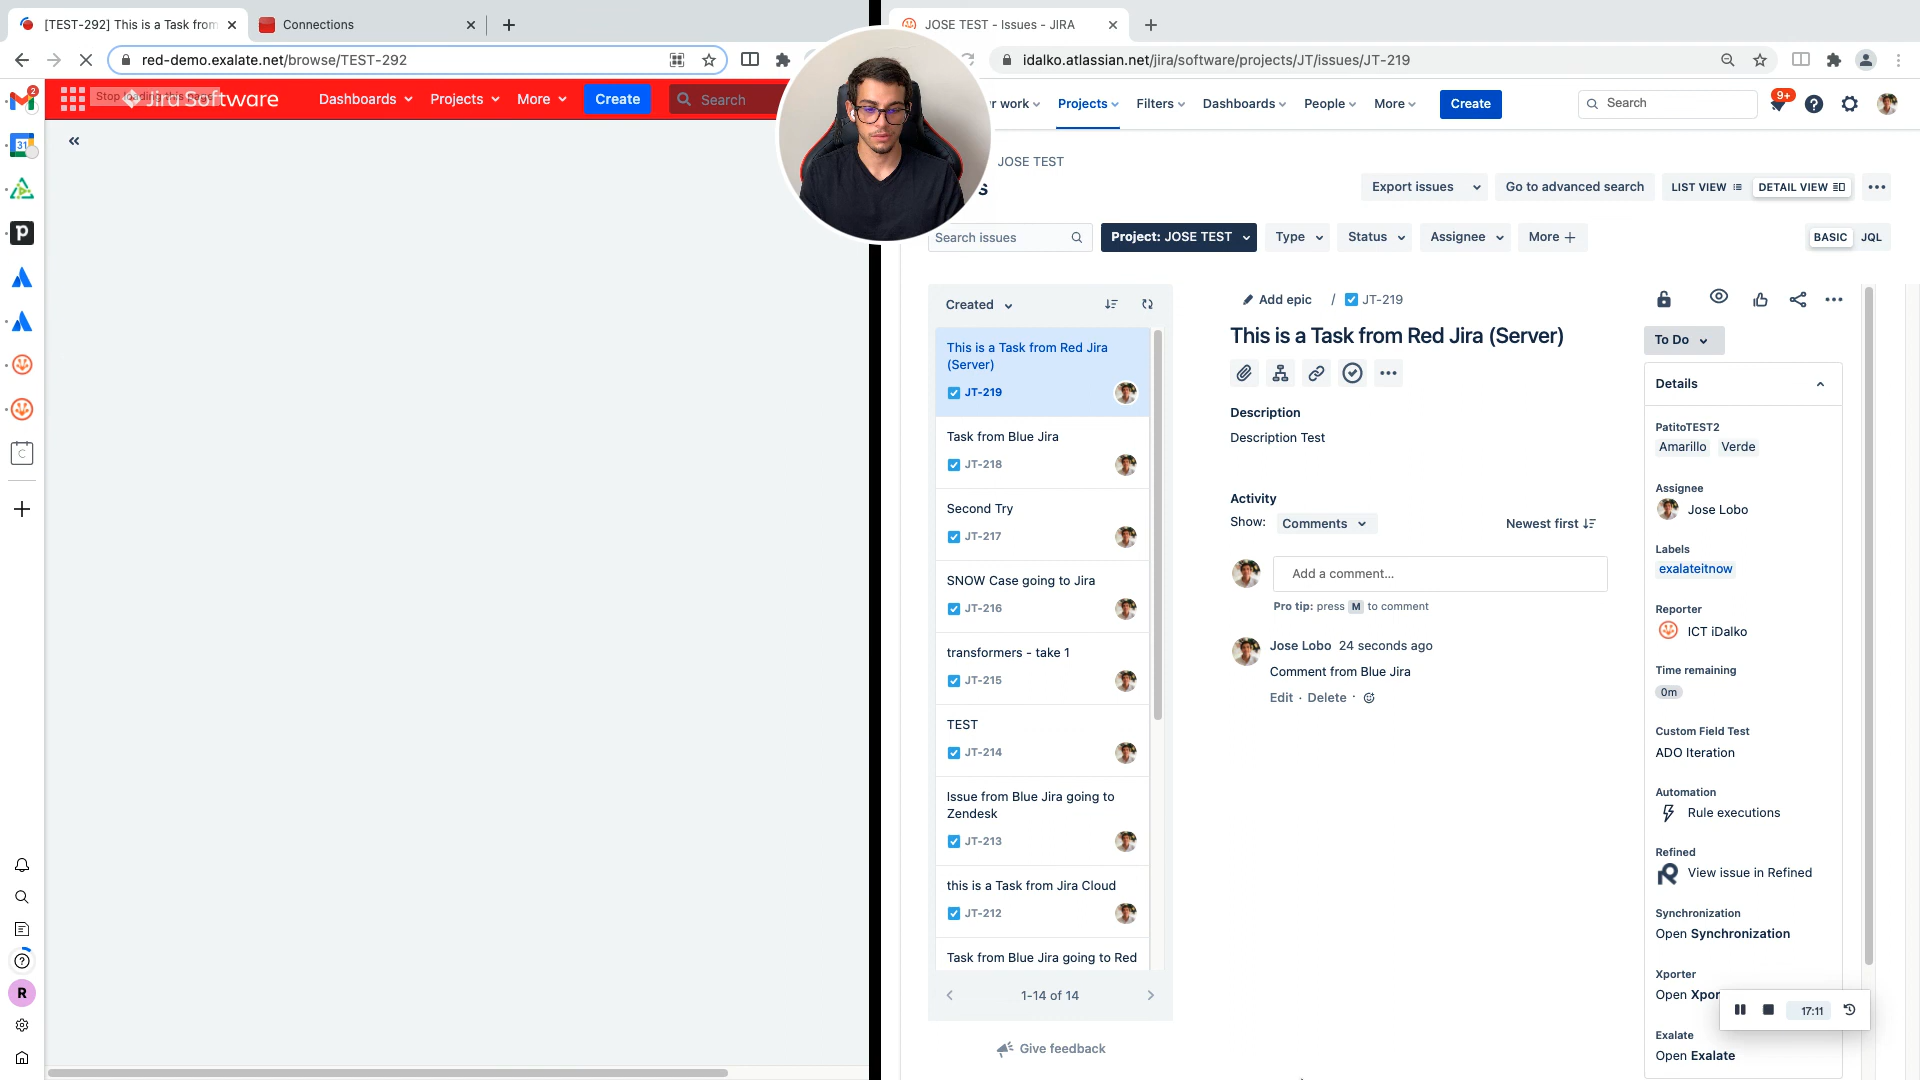 [TEST-292] This is a Task from
Connections
JOSE TEST - Issues - JIRA
red-demo.exalate.net/browse/TEST-292
idalko.atlassian.net/jira/software/projects/JT/issues/JT-219
2
Jira Software
Dashboards
Projects
More
Create
Search
r work
Projects
Filters
Dashboards
People
More
Create
Search
9+
31
JOSE TEST
s
Export issues
Go to advanced search
LIST VIEW
DETAIL VIEW
Search issues
Project: JOSE TEST
Type
Status
Assignee
More
BASIC
JQL
Created
This is a Task from Red Jira
(Server)
JT-219
Task from Blue Jira
JT-218
Second Try
JT-217
SNOW Case going to Jira
JT-216
transformers - take 1
JT-215
TEST
JT-214
Issue from Blue Jira going to
Zendesk
JT-213
this is a Task from Jira Cloud
JT-212
Task from Blue Jira going to Red
1-14 of 14
Give feedback
Add epic / JT-219
This is a Task from Red Jira (Server)
Description
Description Test
Activity
Show: Comments
Newest first
Add a comment...
Pro tip: press M to comment
Jose Lobo 24 seconds ago
Comment from Blue Jira
Edit · Delete ·
To Do
Details
PatitoTEST2
Amarillo Verde
Assignee
Jose Lobo
Labels
exalateitnow
Reporter
ICT iDalko
Time remaining
0m
Custom Field Test
ADO Iteration
Automation
Rule executions
Refined
View issue in Refined
Synchronization
Open Synchronization
Xporter
Open Xpor
Exalate
Open Exalate
17:11
C
R